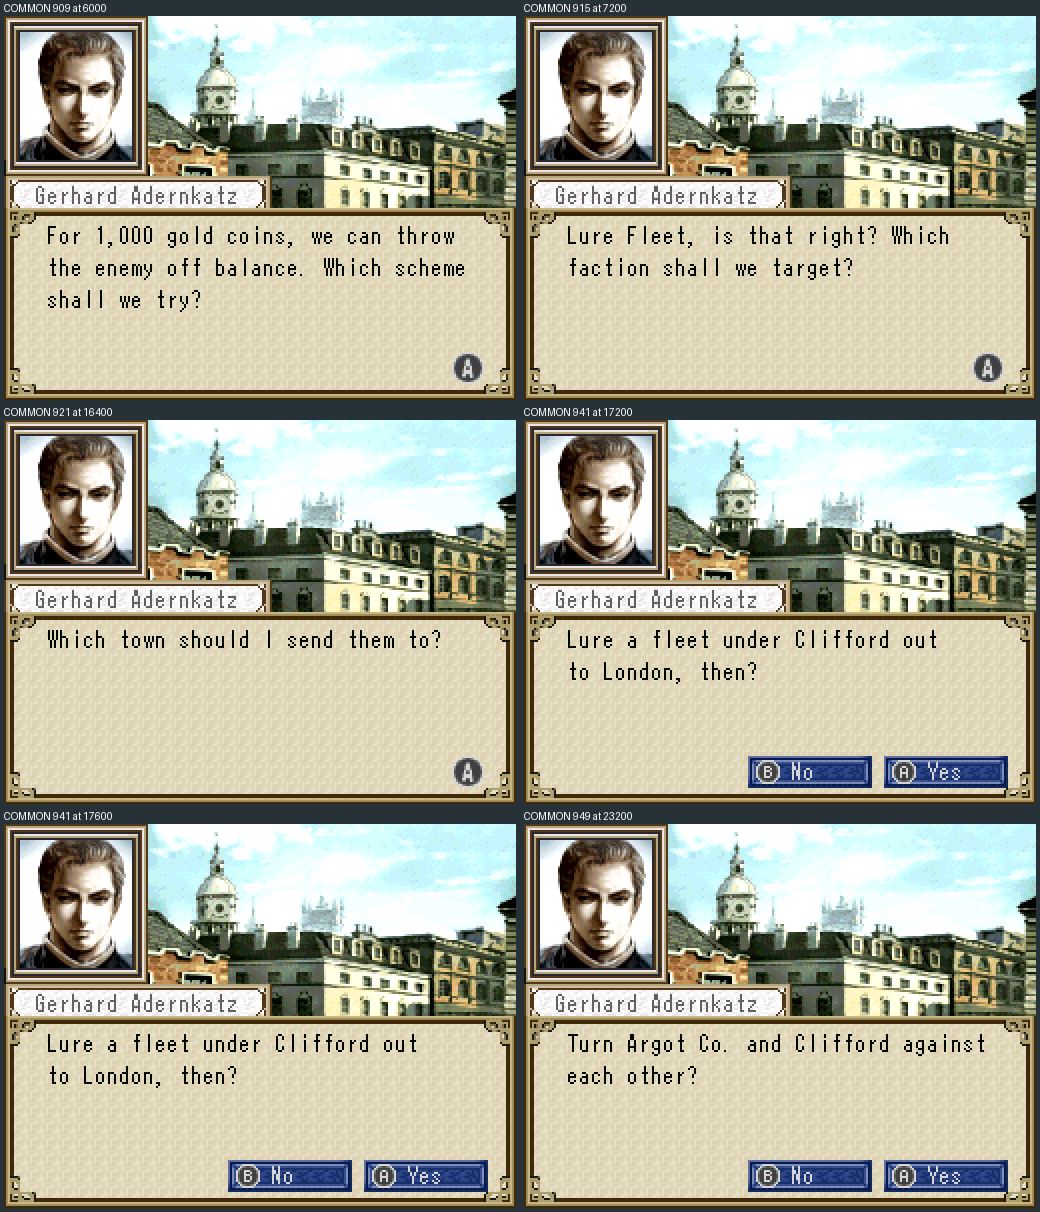 COMMON 909 at 6000
Gerhard Adernkatz
For 1,000 gold coins, we can throw
the enemy off balance. Which scheme
shall we try?
A
COMMON 915 at 7200
Gerhard Adernkatz
Lure Fleet, is that right? Which
faction shall we target?
A
COMMON 921 at 16400
Gerhard Adernkatz
Which town should I send them to?
A
COMMON 941 at 17200
Gerhard Adernkatz
Lure a fleet under Clifford out
to London, then?
B No A Yes
COMMON 941 at 17600
Gerhard Adernkatz
Lure a fleet under Clifford out
to London, then?
B No A Yes
COMMON 949 at 23200
Gerhard Adernkatz
Turn Argot Co. and Clifford against
each other?
B No A Yes